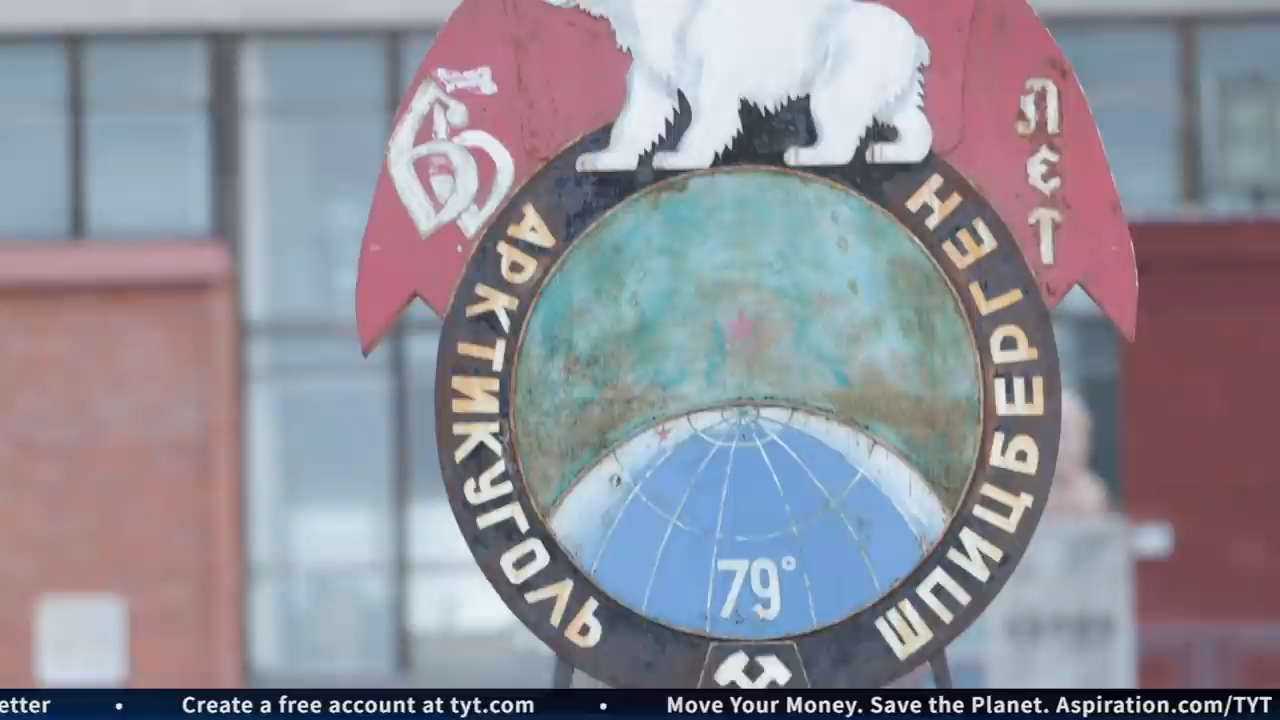 ЛЕТ
АРКТИКУГОЛЬ
ШПИЦБЕРГЕН
79°
etter • Create a free account at tyt.com • Move Your Money. Save the Planet. Aspiration.com/TYT